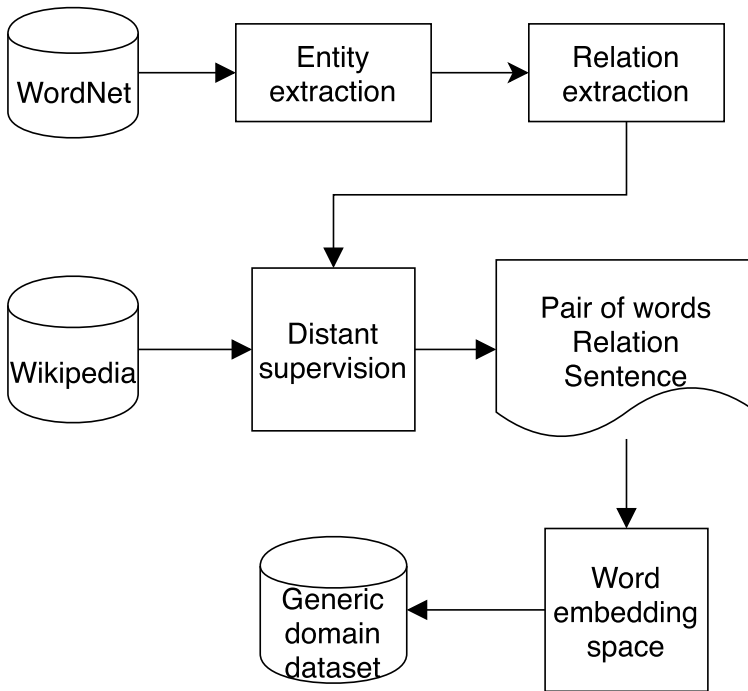 WordNet
Entity
extraction
Relation
extraction
Wikipedia
Distant
supervision
Pair of words
Relation
Sentence
Word
embedding
space
Generic
domain
dataset